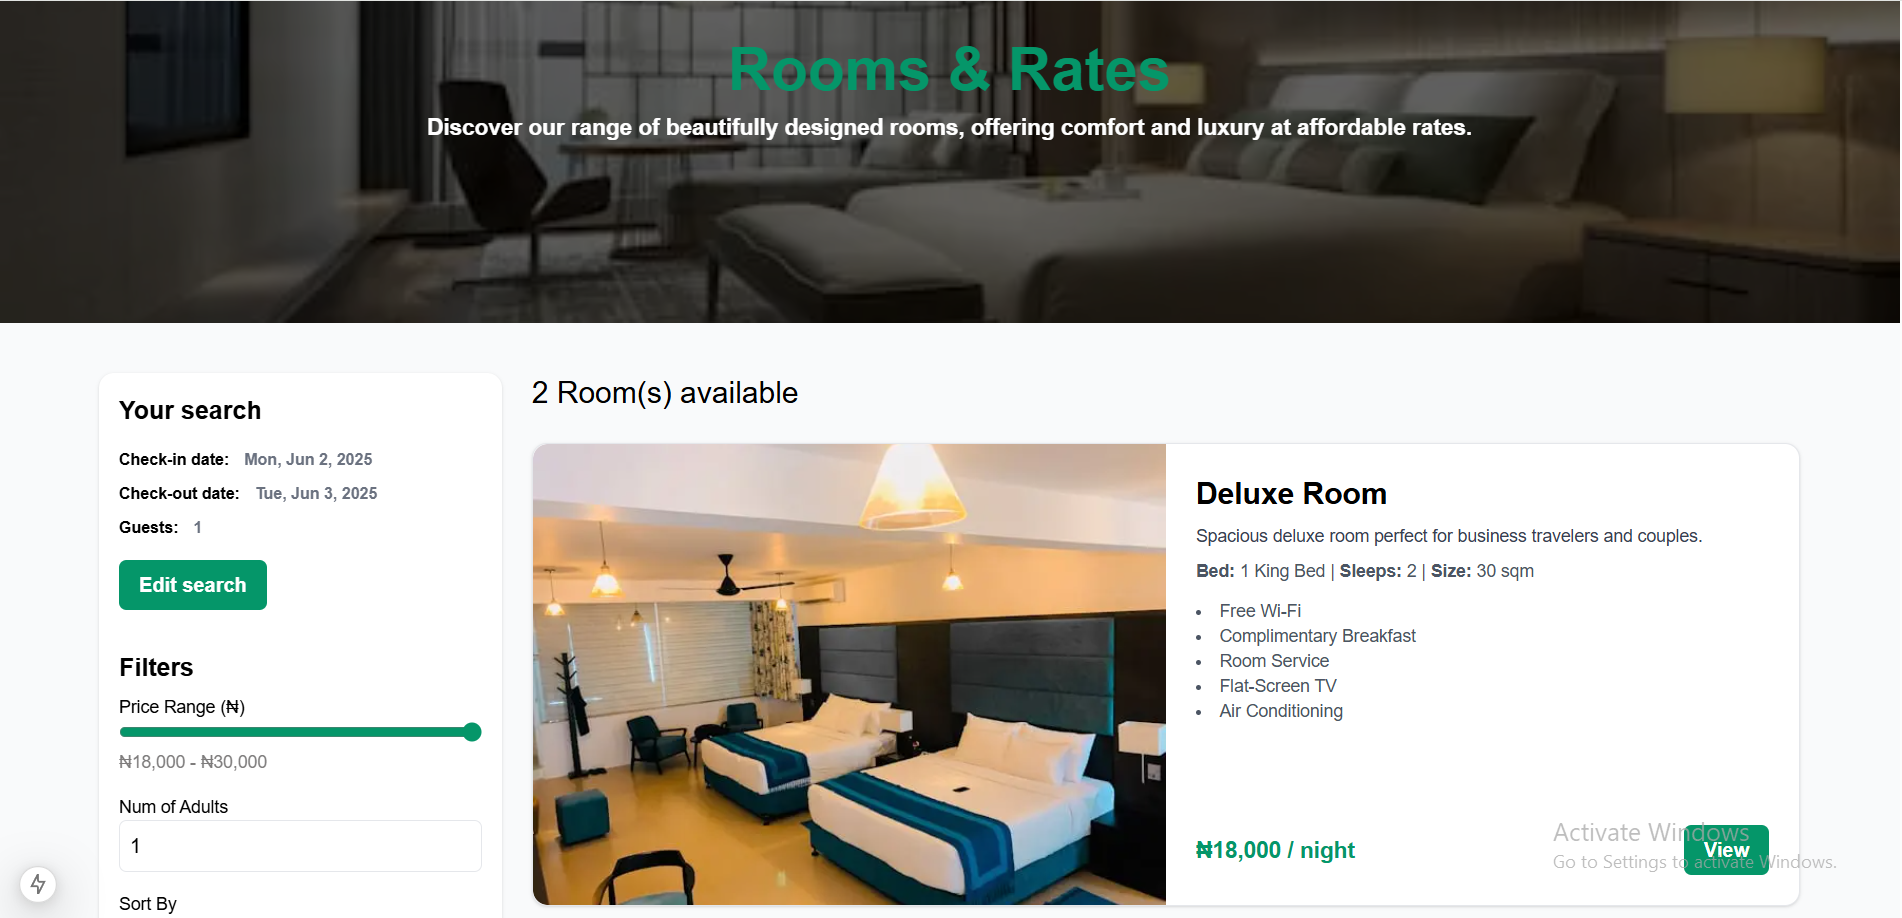 Rooms & Rates
Discover our range of beautifully designed rooms, offering comfort and luxury at affordable rates.
Your search
Check-in date: Mon, Jun 2, 2025
Check-out date: Tue, Jun 3, 2025
Guests: 1
Edit search
Filters
Price Range (₦)
₦18,000 - ₦30,000
Num of Adults
1
Sort By
2 Room(s) available
Deluxe Room
Spacious deluxe room perfect for business travelers and couples.
Bed: 1 King Bed | Sleeps: 2 | Size: 30 sqm
Free Wi-Fi
Complimentary Breakfast
Room Service
Flat-Screen TV
Air Conditioning
₦18,000 / night
View
Activate Windows
Go to Settings to activate Windows.